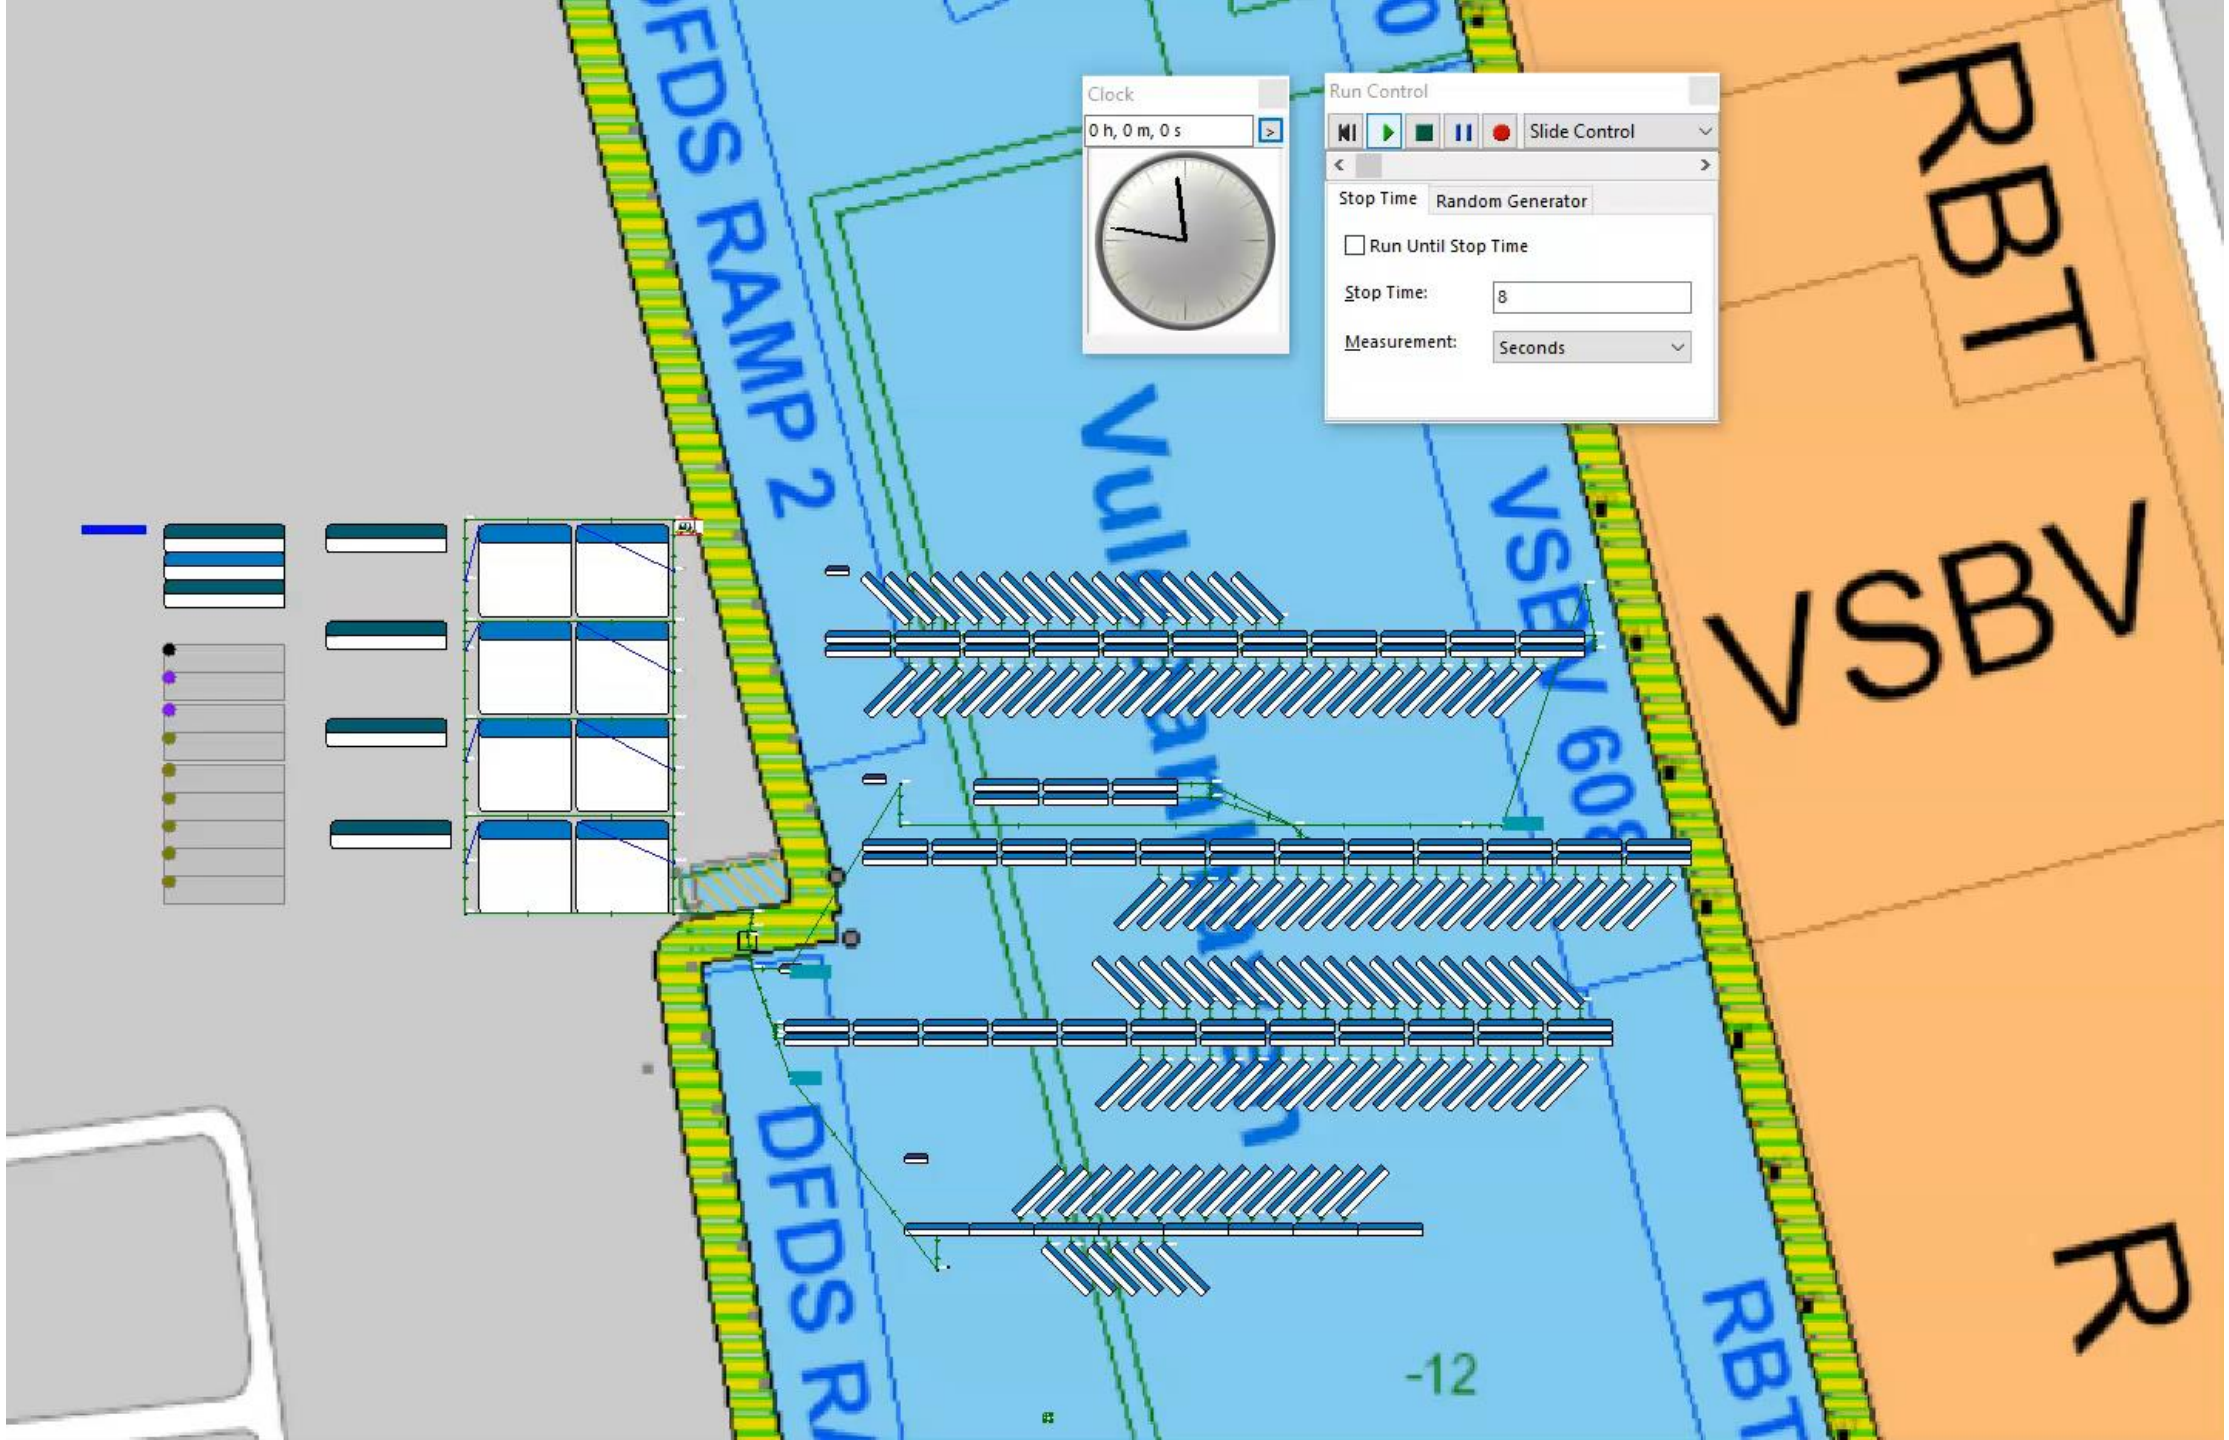 DFDS RAMP 2
Clock
0 h, 0 m, 0 s
>
Run Control
Slide Control
Stop Time
Random Generator
Run Until Stop Time
Stop Time:
8
Measurement:
Seconds
RBT
VSBV
VSBV 608
DFDS
-12
RBT
R